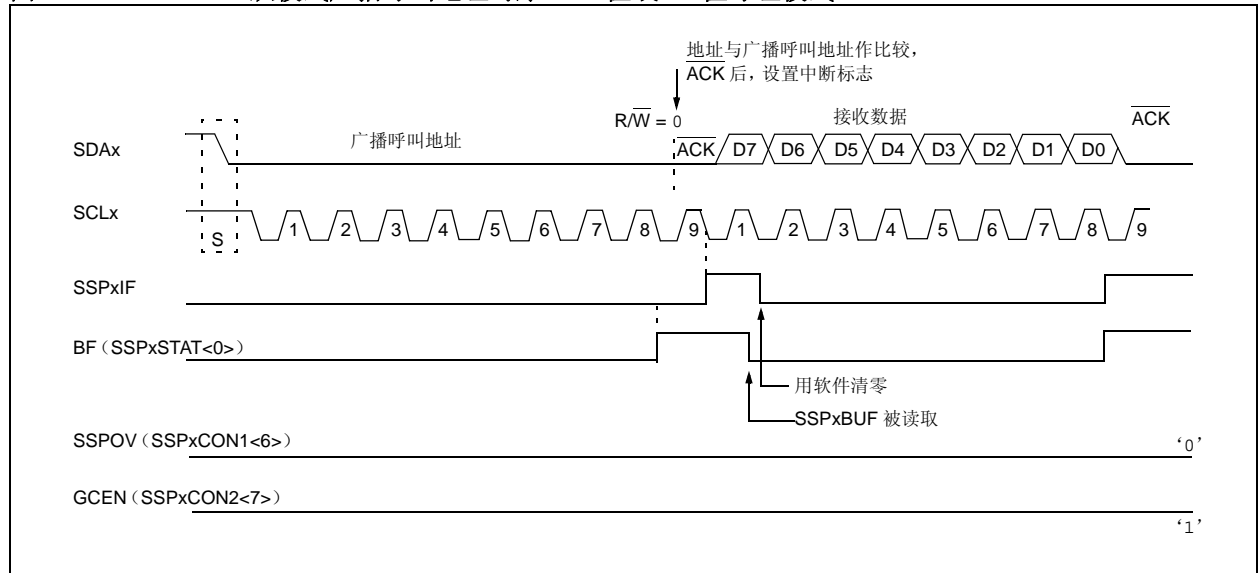 地址与广播呼叫地址作比较,
ACK 后, 设置中断标志
R/W = 0
接收数据
ACK
广播呼叫地址
SDAx
ACK D7 D6 D5 D4 D3 D2 D1 D0
SCLx
S 1 2 3 4 5 6 7 8 9 1 2 3 4 5 6 7 8 9
SSPxIF
BF(SSPxSTAT<0>)
用软件清零
SSPxBUF 被读取
SSPOV(SSPxCON1<6>)
‘0’
GCEN(SSPxCON2<7>)
‘1’